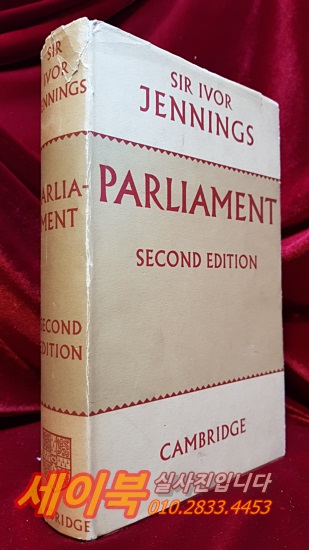 SIR
IVOR
JENNINGS
PARLIA-
MENT
SECOND
EDITION
SIR IVOR
JENNINGS
PARLIAMENT
SECOND EDITION
CAMBRIDGE
세이북 실사진입니다
010.2833.4453